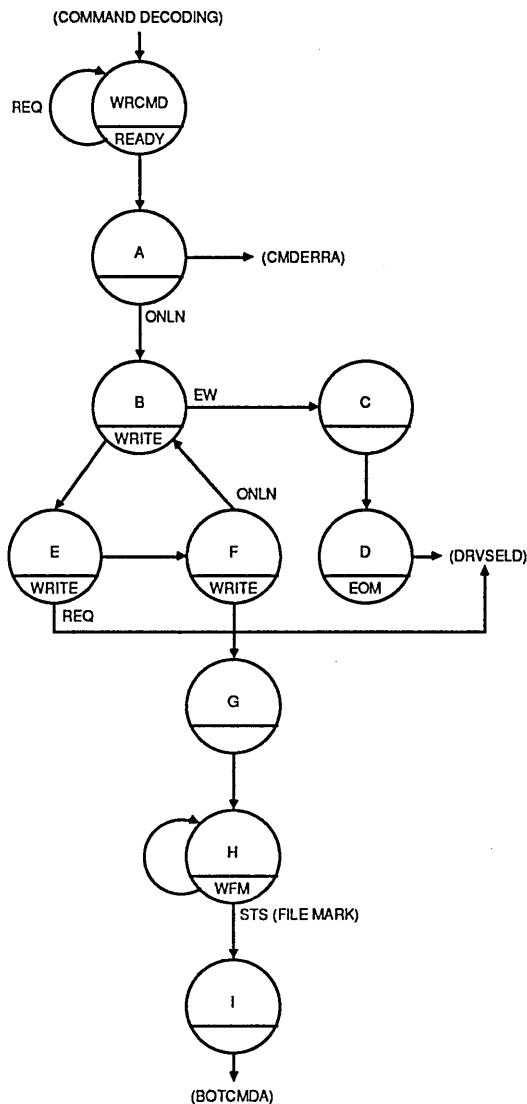 (COMMAND DECODING)
WRCMD
REQ
READY
A
(CMDERRA)
ONLN
B
EW
C
WRITE
ONLN
E
F
D
(DRVSELD)
WRITE
WRITE
EOM
REQ
G
H
WFM
STS (FILE MARK)
I
(BOTCMDA)